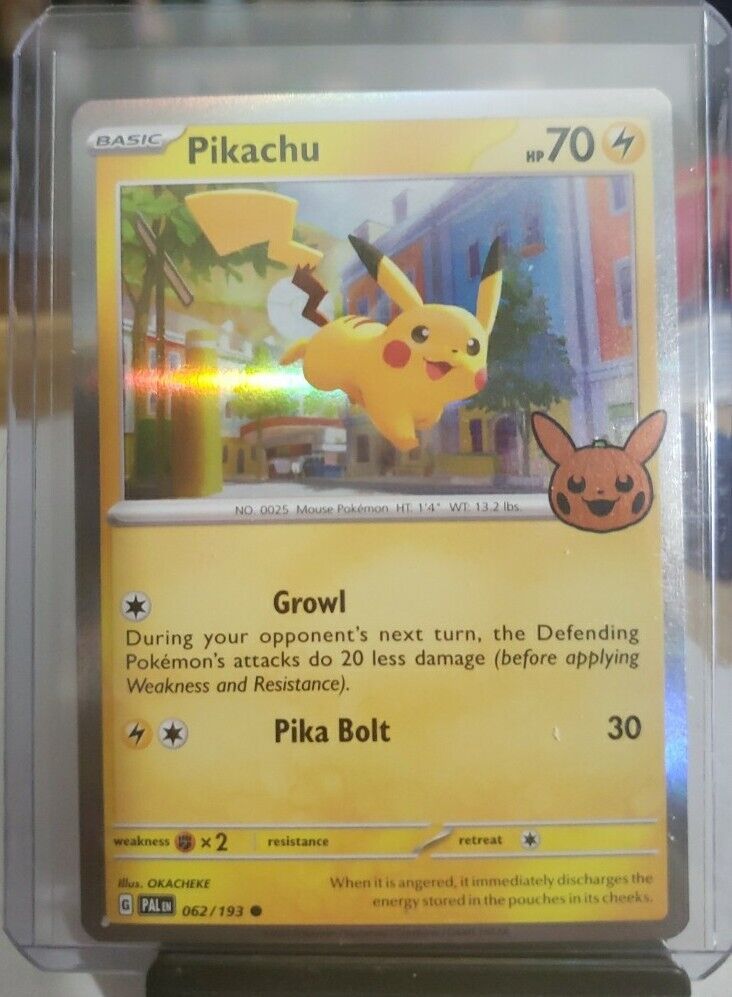 BASIC Pikachu HP 70
NO. 0025 Mouse Pokémon HT: 1'4" WT: 13.2 lbs.
Growl
During your opponent's next turn, the Defending
Pokémon's attacks do 20 less damage (before applying
Weakness and Resistance).
Pika Bolt 30
weakness ×2 resistance retreat
Illus. OKACHEKE
When it is angered, it immediately discharges the
energy stored in the pouches in its cheeks.
G PAL EN 062/193